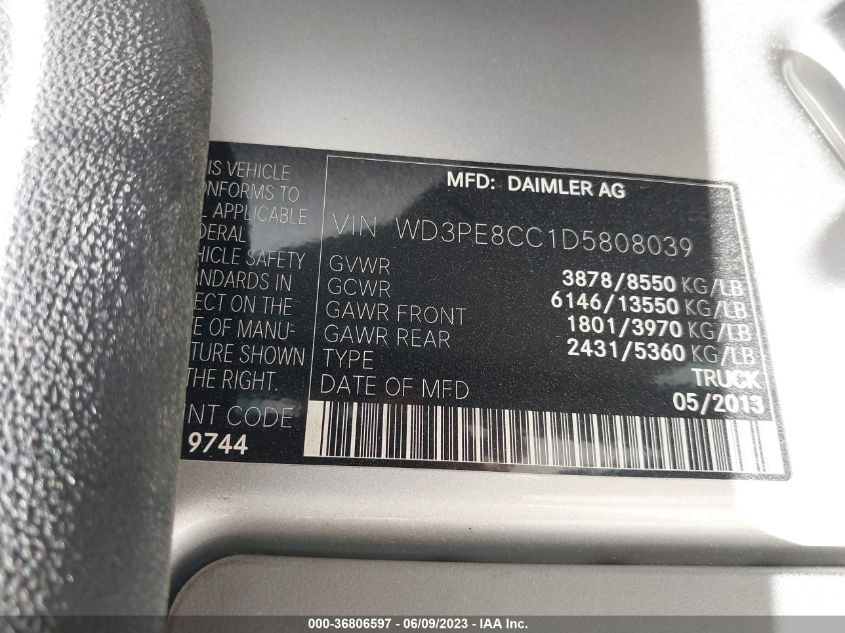 IS VEHICLE
ONFORMS TO
L APPLICABLE
DERAL
HICLE SAFETY
ANDARDS IN
ECT ON THE
E OF MANU-
TURE SHOWN
THE RIGHT.
NT CODE
9744
MFD: DAIMLER AG
VIN WD3PE8CC1D5808039
GVWR 3878/8550 KG/LB
GCWR 6146/13550 KG/LB
GAWR FRONT 1801/3970 KG/LB
GAWR REAR 2431/5360 KG/LB
TYPE TRUCK
DATE OF MFD 05/2013
000-36806597 - 06/09/2023 - IAA Inc.